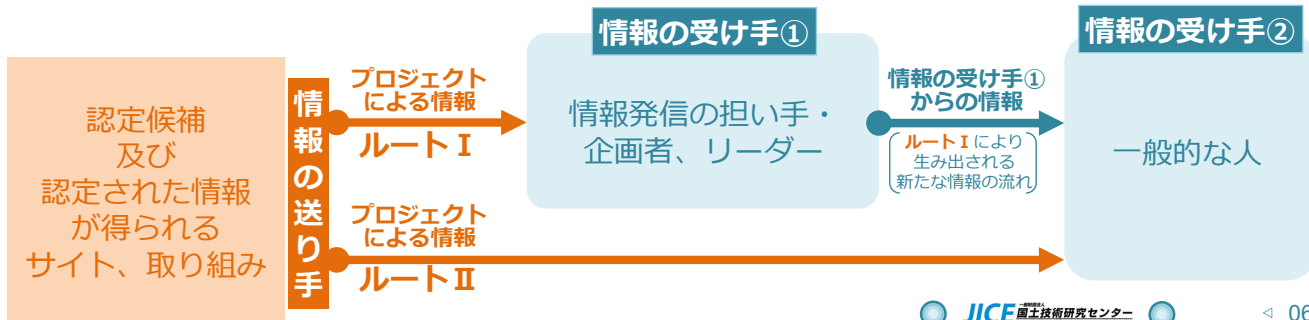 認定候補
及び
認定された情報
が得られる
サイト、取り組み
情報の送り手
プロジェクト
による情報
ルートⅠ
プロジェクト
による情報
ルートⅡ
情報の受け手①
情報発信の担い手・
企画者、リーダー
情報の受け手①
からの情報
ルートⅠにより
生み出される
新たな情報の流れ
情報の受け手②
一般的な人
一般財団法人
JICE 国土技術研究センター
◁ 06